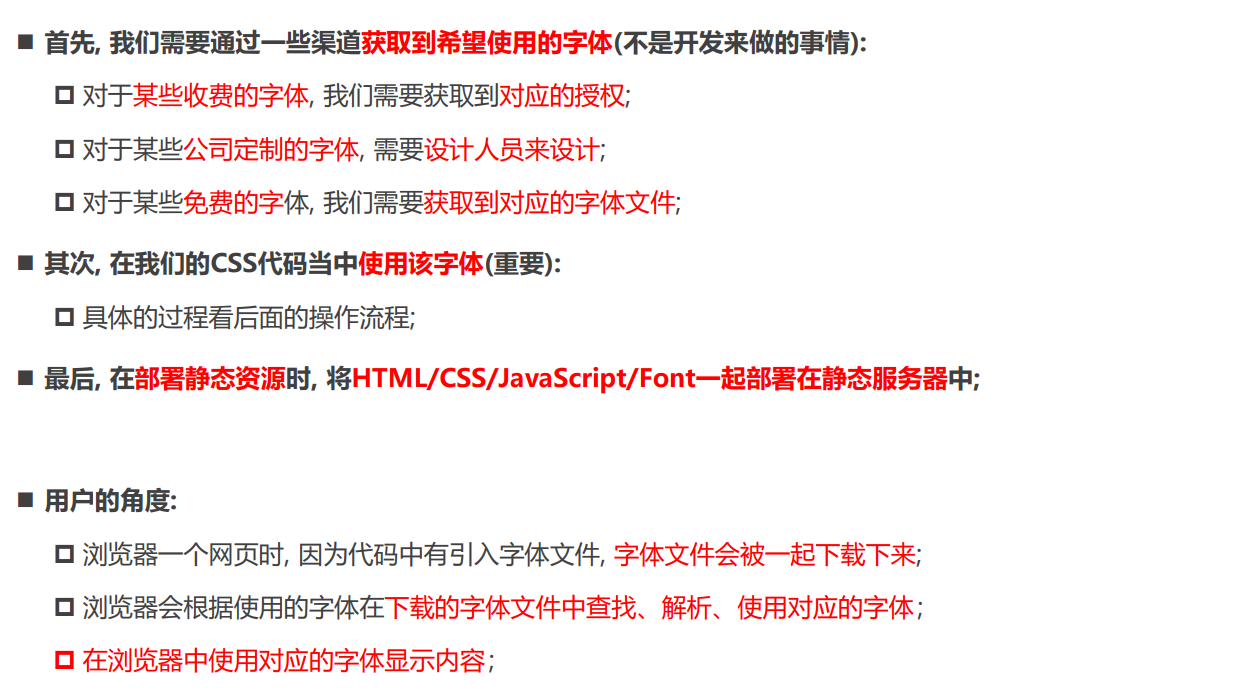 ■ 首先, 我们需要通过一些渠道获取到希望使用的字体(不是开发来做的事情):
□ 对于某些收费的字体, 我们需要获取到对应的授权;
□ 对于某些公司定制的字体, 需要设计人员来设计;
□ 对于某些免费的字体, 我们需要获取到对应的字体文件;
■ 其次, 在我们的CSS代码当中使用该字体(重要):
□ 具体的过程看后面的操作流程;
■ 最后, 在部署静态资源时, 将HTML/CSS/JavaScript/Font一起部署在静态服务器中;
■ 用户的角度:
□ 浏览器一个网页时, 因为代码中有引入字体文件, 字体文件会被一起下载下来;
□ 浏览器会根据使用的字体在下载的字体文件中查找、解析、使用对应的字体;
□ 在浏览器中使用对应的字体显示内容;